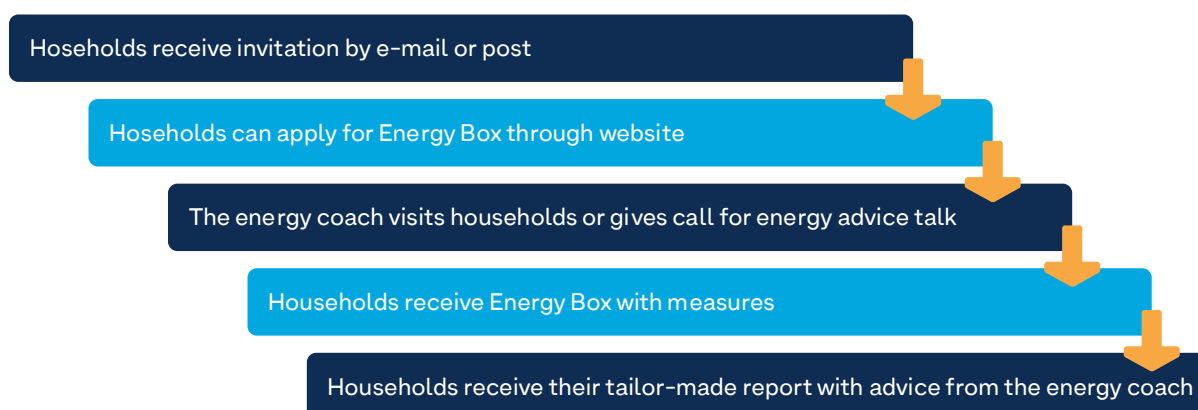 Hoseholds receive invitation by e-mail or post
Hoseholds can apply for Energy Box through website
The energy coach visits households or gives call for energy advice talk
Households receive Energy Box with measures
Households receive their tailor-made report with advice from the energy coach